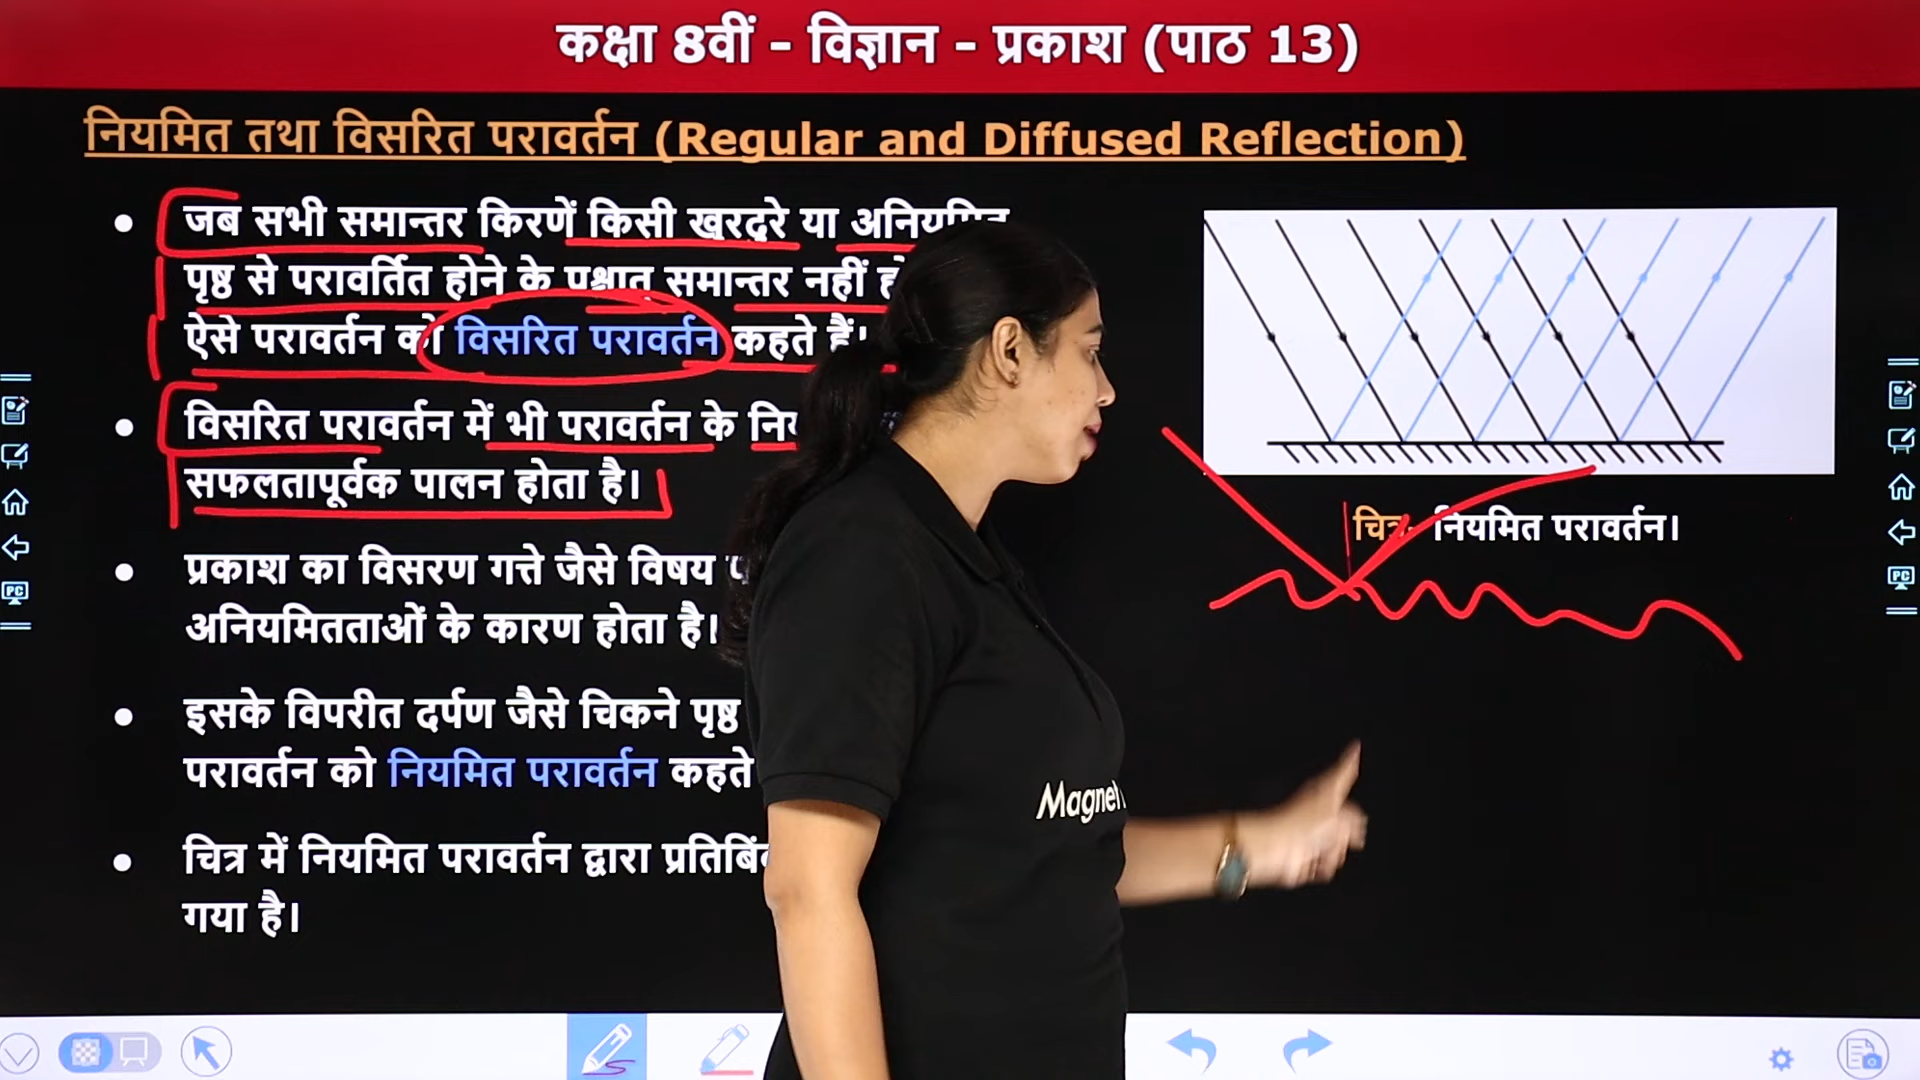 कक्षा 8वीं - विज्ञान - प्रकाश (पाठ 13)
नियमित तथा विसरित परावर्तन (Regular and Diffused Reflection)
जब सभी समान्तर किरणें किसी खुरदुरे या अनियमित
पृष्ठ से परावर्तित होने के पश्चात समान्तर नहीं
ऐसे परावर्तन को विसरित परावर्तन कहते हैं।
विसरित परावर्तन में भी परावर्तन के
सफलतापूर्वक पालन होता है।
प्रकाश का विसरण गत्ते जैसे विषय
अनियमितताओं के कारण होता है।
इसके विपरीत दर्पण जैसे चिकने पृष्ठ
परावर्तन को नियमित परावर्तन कहते
चित्र में नियमित परावर्तन द्वारा
गया है।
चित्र- नियमित परावर्तन।
Magnet
PC
PC